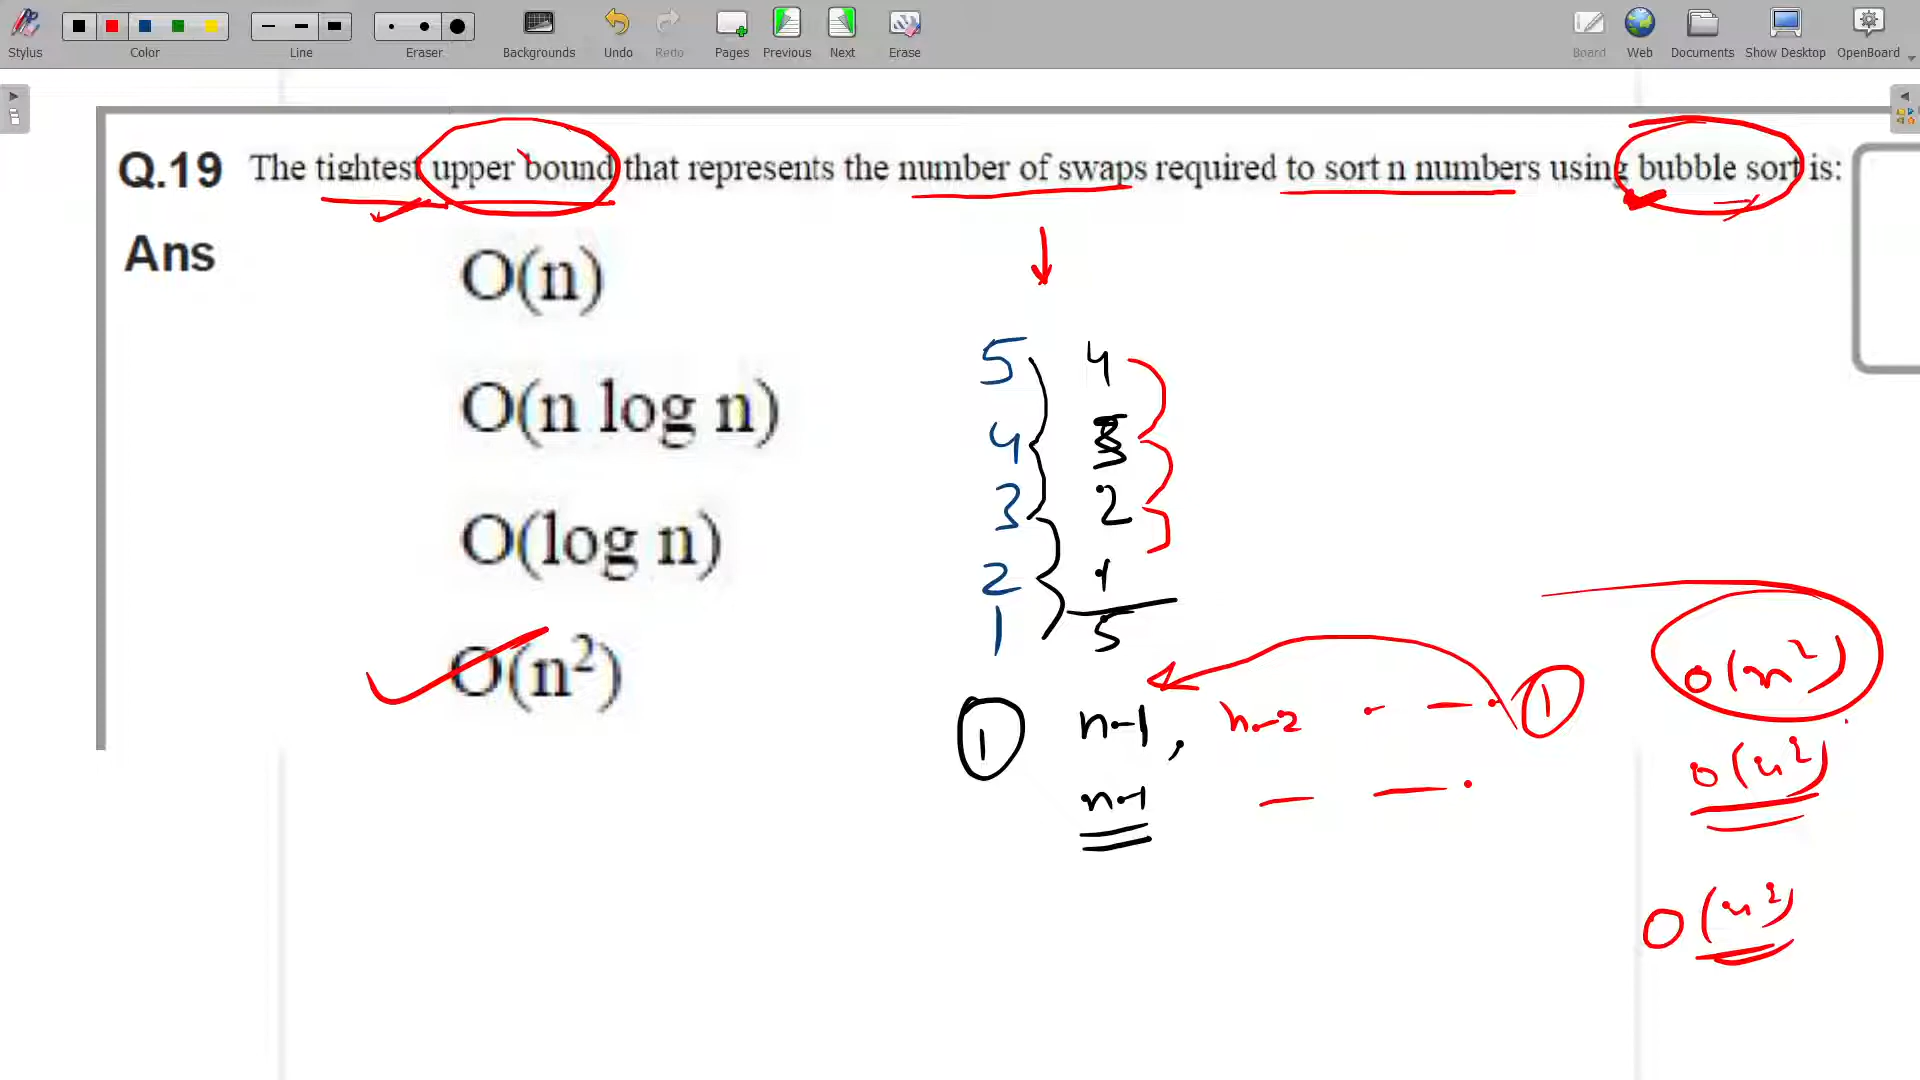 Stylus
Color
Line
Eraser
Backgrounds
Undo
Redo
Pages
Previous
Next
Erase
Board
Web
Documents
Show Desktop
OpenBoard
Q.19 The tightest upper bound that represents the number of swaps required to sort n numbers using bubble sort is:
Ans
O(n)
O(n log n)
O(log n)
O(n²)
5 4
4
3 2
2 1
1 5
1 n-1, n-2 . — 1
n-1 — — .
O(n²)
O(n²)
O(n²)